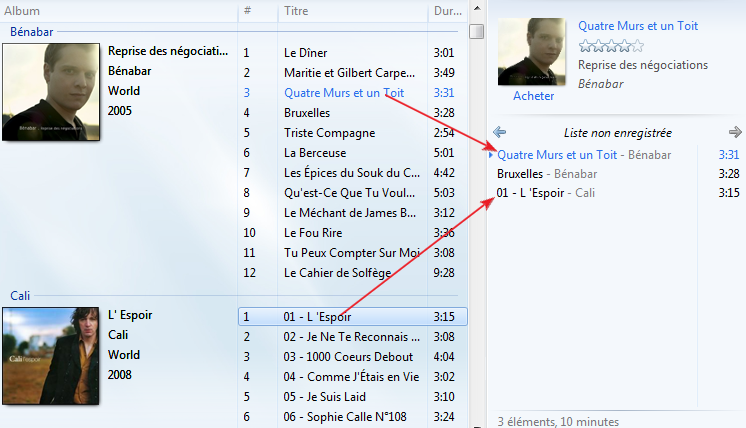 Album # Titre Dur...
Bénabar
Reprise des négociati... 1 Le Dîner 3:01
Bénabar 2 Maritie et Gilbert Carpe... 3:49
World 3 Quatre Murs et un Toit 3:31
2005 4 Bruxelles 3:28
5 Triste Compagne 2:54
6 La Berceuse 5:01
7 Les Épices du Souk du C... 4:42
8 Qu'est-Ce Que Tu Voul... 5:03
9 Le Méchant de James B... 3:12
10 Le Fou Rire 3:36
11 Tu Peux Compter Sur Moi 3:08
12 Le Cahier de Solfège 9:28
Bénabar . reprise des négociations
Cali
L' Espoir 1 01 - L 'Espoir 3:15
Cali 2 02 - Je Ne Te Reconnais ... 3:08
World 3 03 - 1000 Coeurs Debout 4:04
2008 4 04 - Comme J'Étais en Vie 3:02
5 05 - Je Suis Laid 3:10
6 06 - Sophie Calle N°108 3:24
Cali l'espoir
Quatre Murs et un Toit
Reprise des négociations
Bénabar
Acheter
Liste non enregistrée
Quatre Murs et un Toit - Bénabar 3:31
Bruxelles - Bénabar 3:28
01 - L 'Espoir - Cali 3:15
3 éléments, 10 minutes